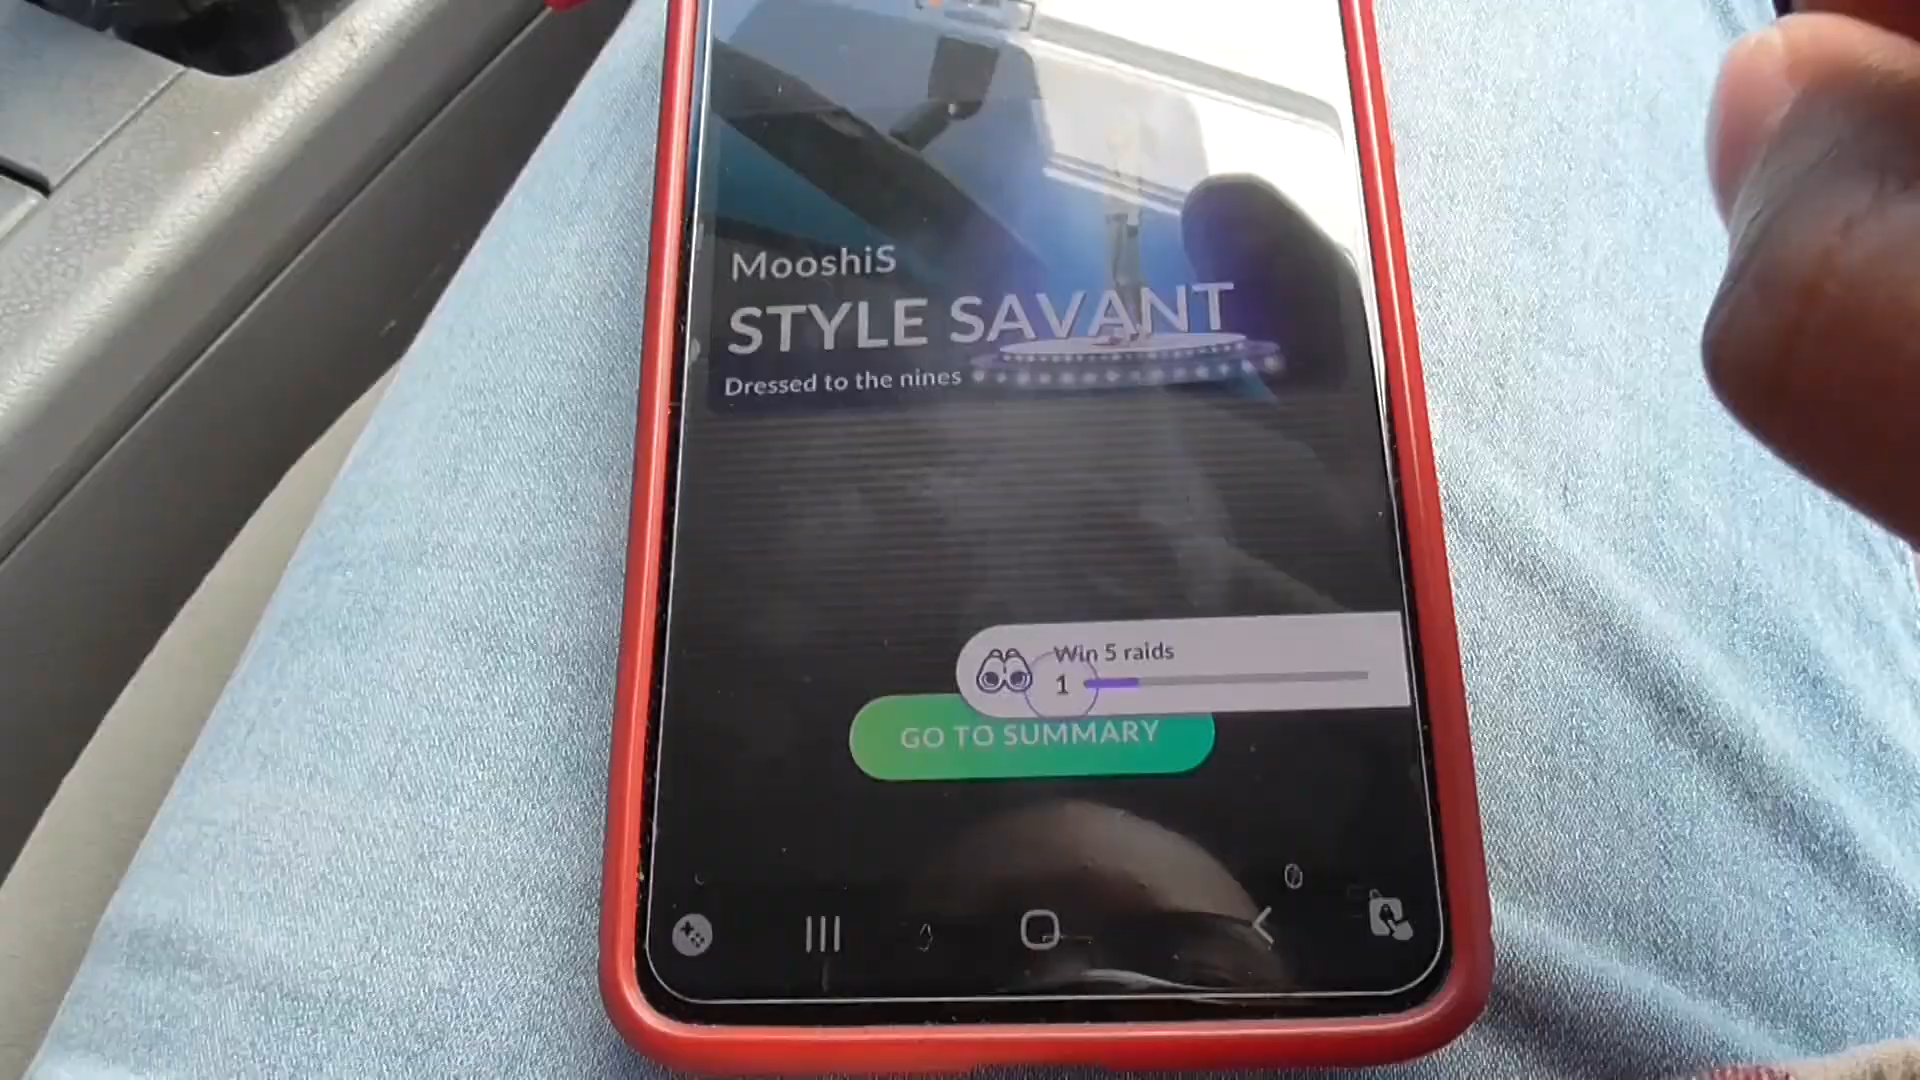 MooshiS
STYLE SAVANT
Dressed to the nines
Win 5 raids
1
GO TO SUMMARY